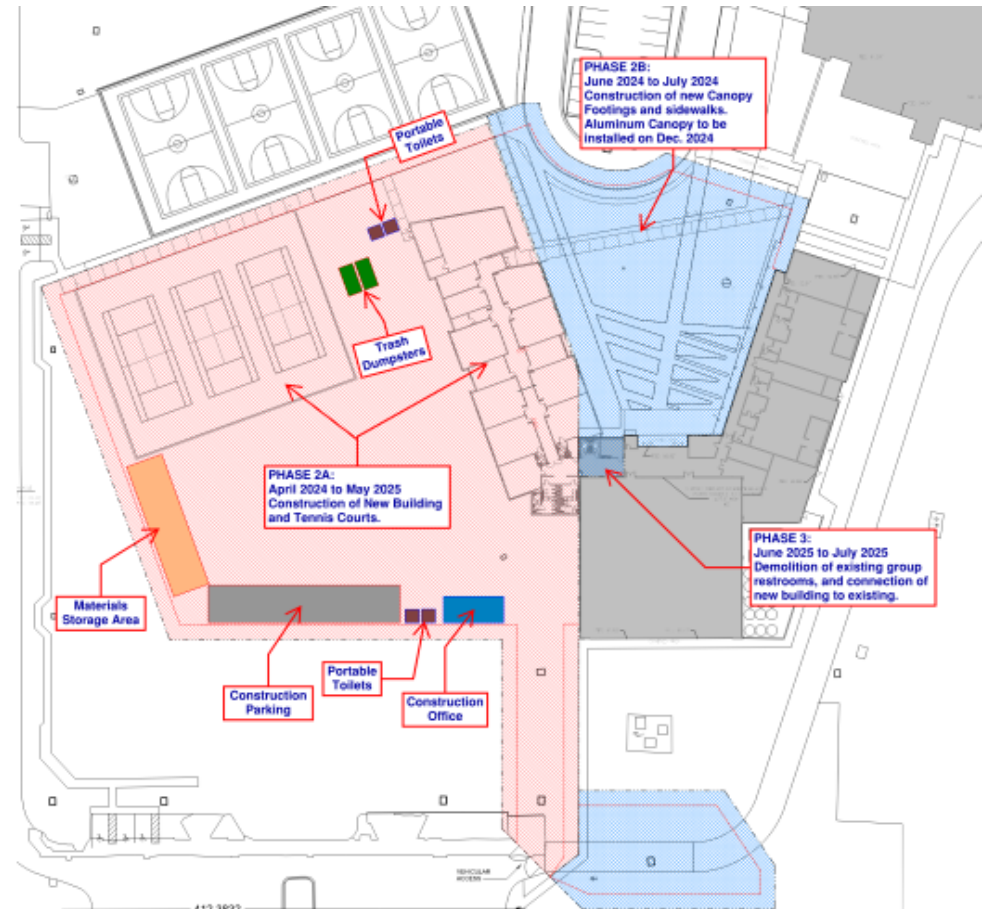 PHASE 2B:
June 2024 to July 2024
Construction of new Canopy
Footings and sidewalks.
Aluminum Canopy to be
installed on Dec. 2024
Portable
Toilets
Trash
Dumpsters
PHASE 2A:
April 2024 to May 2025
Construction of New Building
and Tennis Courts.
PHASE 3:
June 2025 to July 2025
Demolition of existing group
restrooms, and connection of
new building to existing.
Materials
Storage Area
Portable
Toilets
Construction
Parking
Construction
Office
VEHICULAR
ACCESS